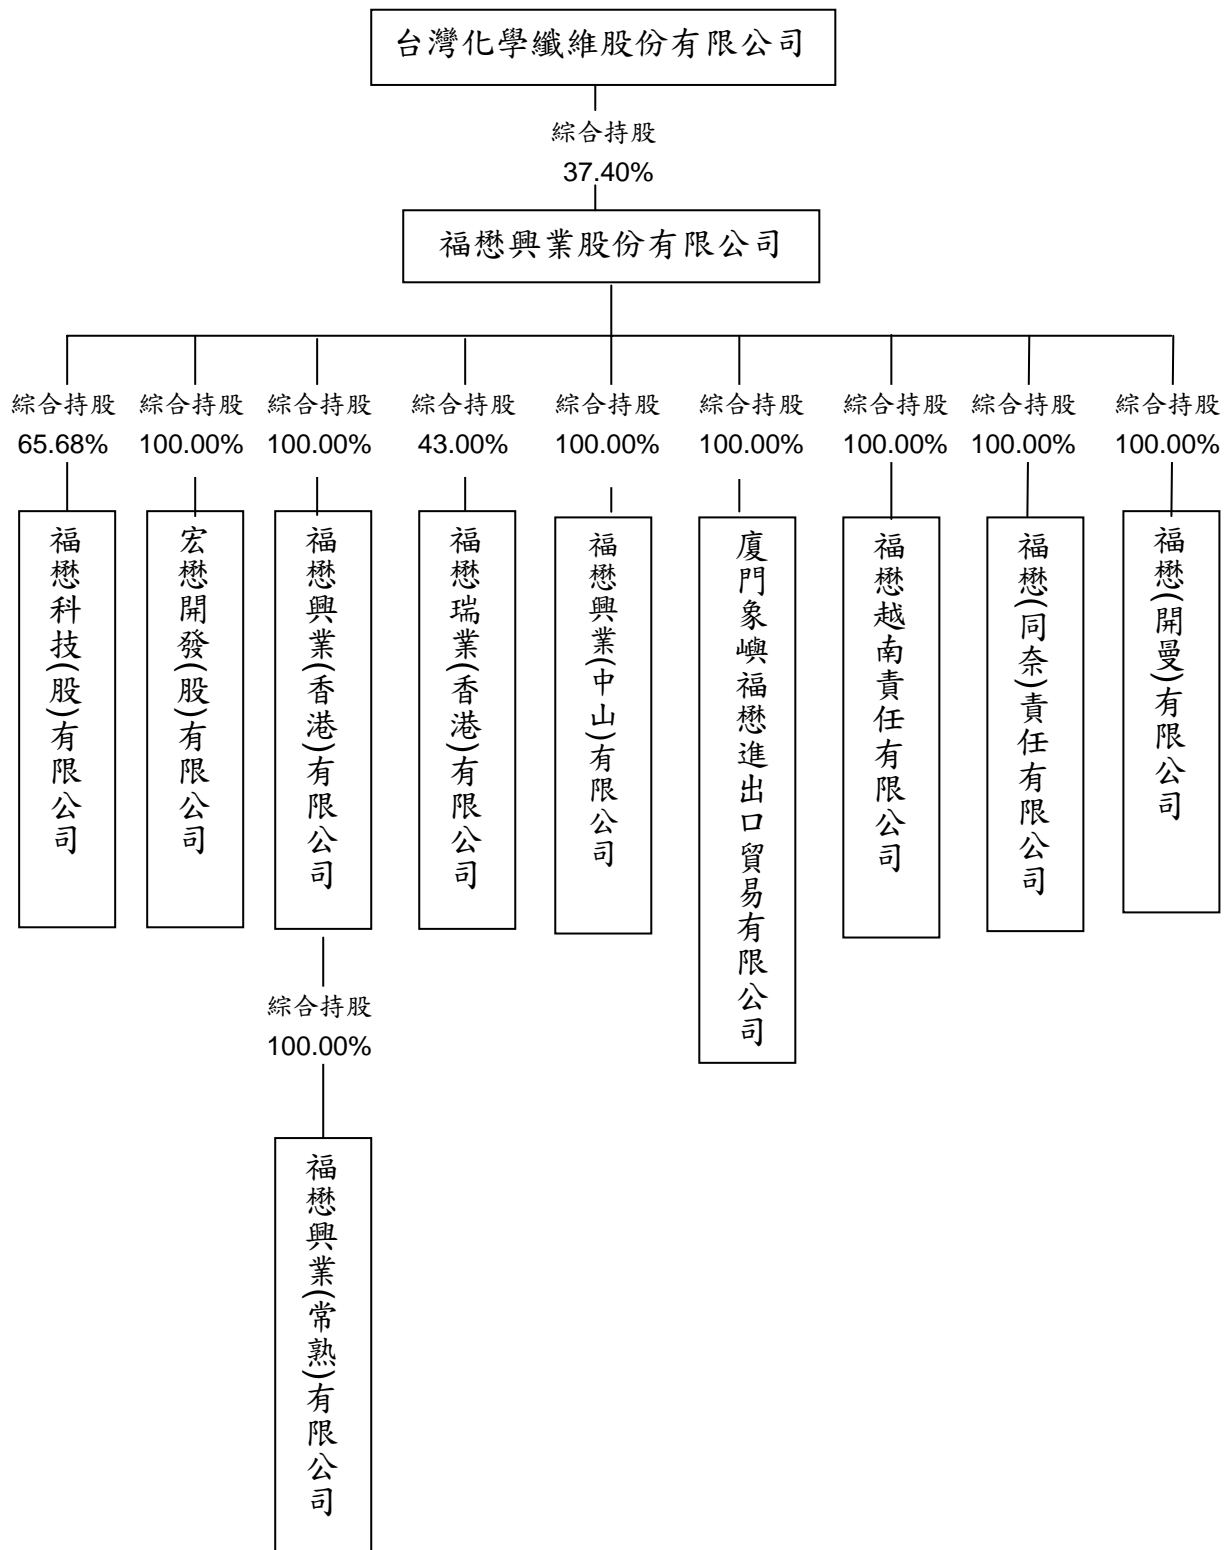 台灣化學纖維股份有限公司
綜合持股
37.40%
福懋興業股份有限公司
綜合持股
65.68%
福懋科技(股)有限公司
綜合持股
100.00%
宏懋開發(股)有限公司
綜合持股
100.00%
福懋興業(香港)有限公司
綜合持股
43.00%
福懋瑞業(香港)有限公司
綜合持股
100.00%
福懋興業(中山)有限公司
綜合持股
100.00%
廈門象嶼福懋進出口貿易有限公司
綜合持股
100.00%
福懋越南責任有限公司
綜合持股
100.00%
福懋(同奈)責任有限公司
綜合持股
100.00%
福懋(開曼)有限公司
綜合持股
100.00%
福懋興業(常熟)有限公司